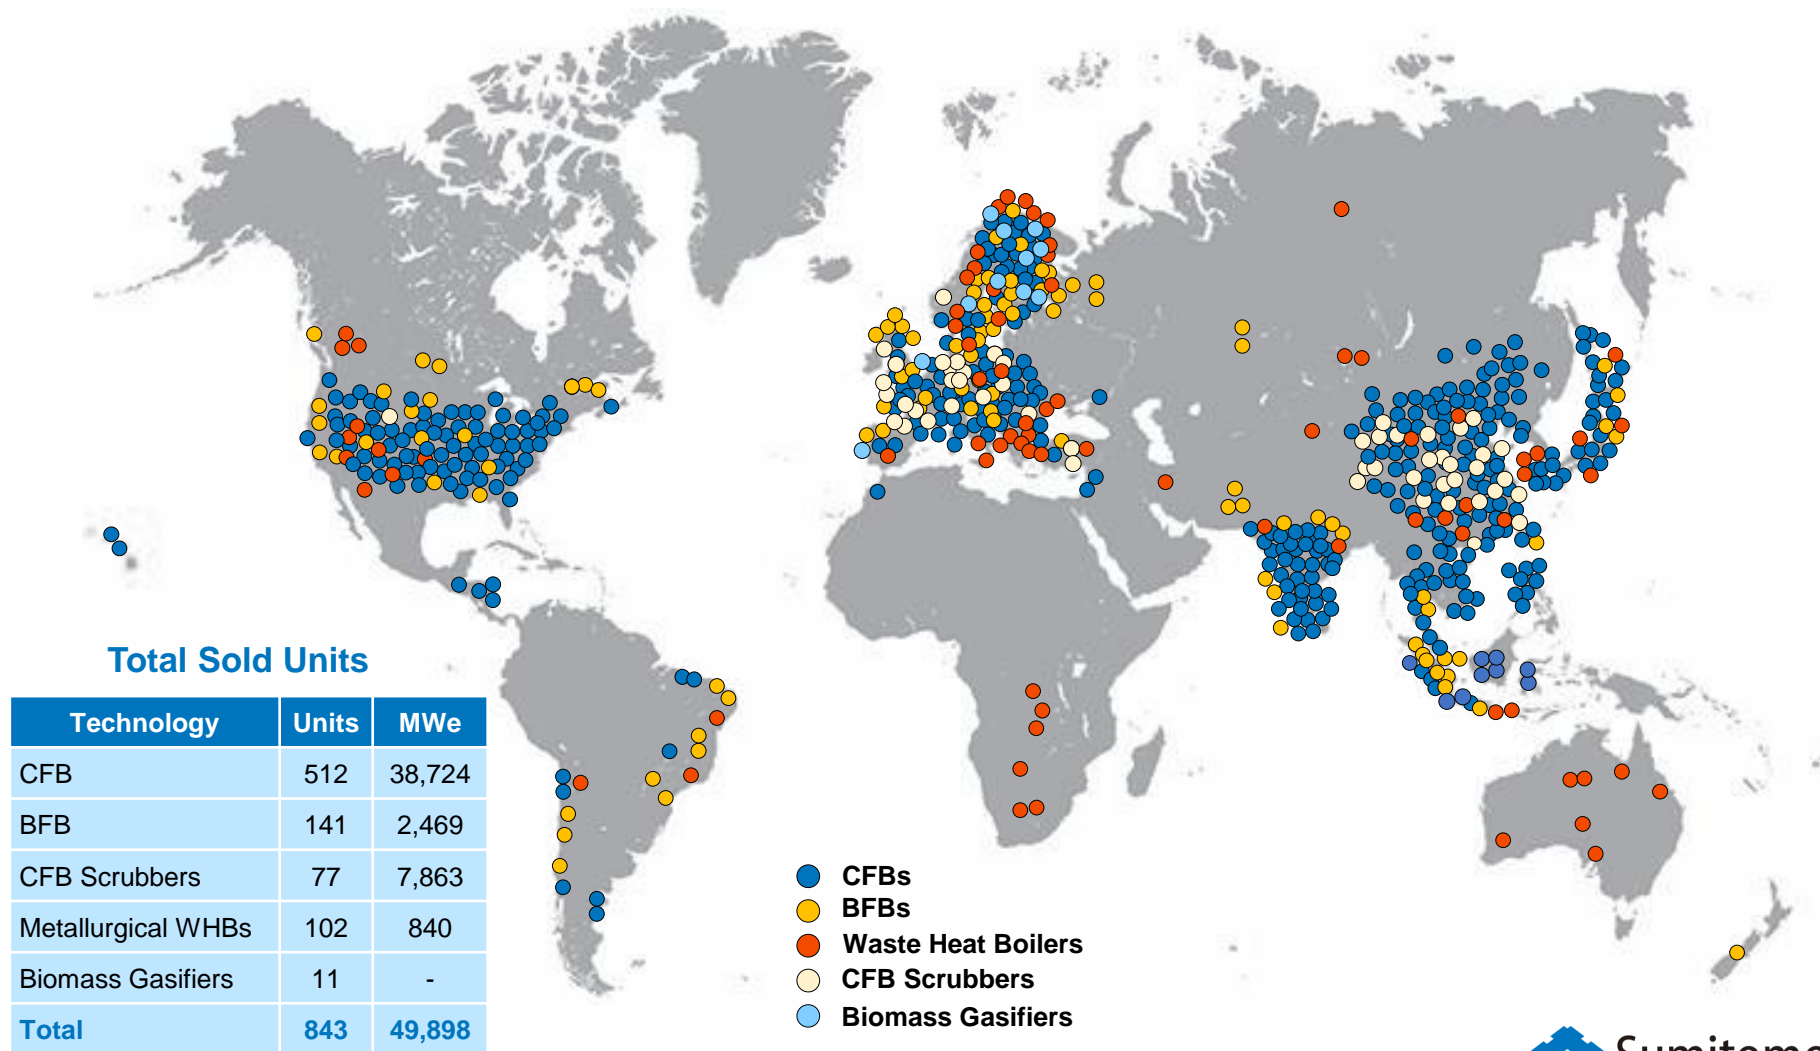 Total Sold Units
Technology Units MWe
CFB 512 38,724
BFB 141 2,469
CFB Scrubbers 77 7,863
Metallurgical WHBs 102 840
Biomass Gasifiers 11 -
Total 843 49,898
CFBs
BFBs
Waste Heat Boilers
CFB Scrubbers
Biomass Gasifiers